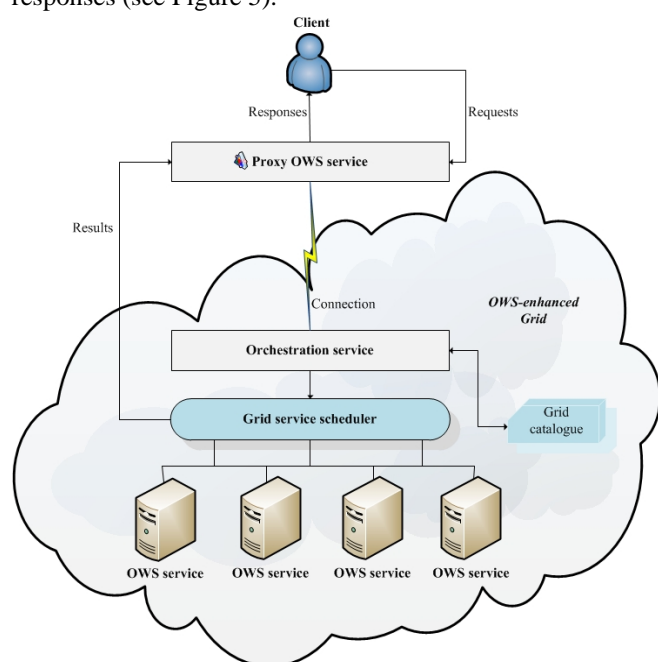 responses (see Figure 3).
Client
Responses
Requests
Proxy OWS service
Results
Connection
OWS-enhanced
Grid
Orchestration service
Grid service scheduler
Grid
catalogue
OWS service
OWS service
OWS service
OWS service